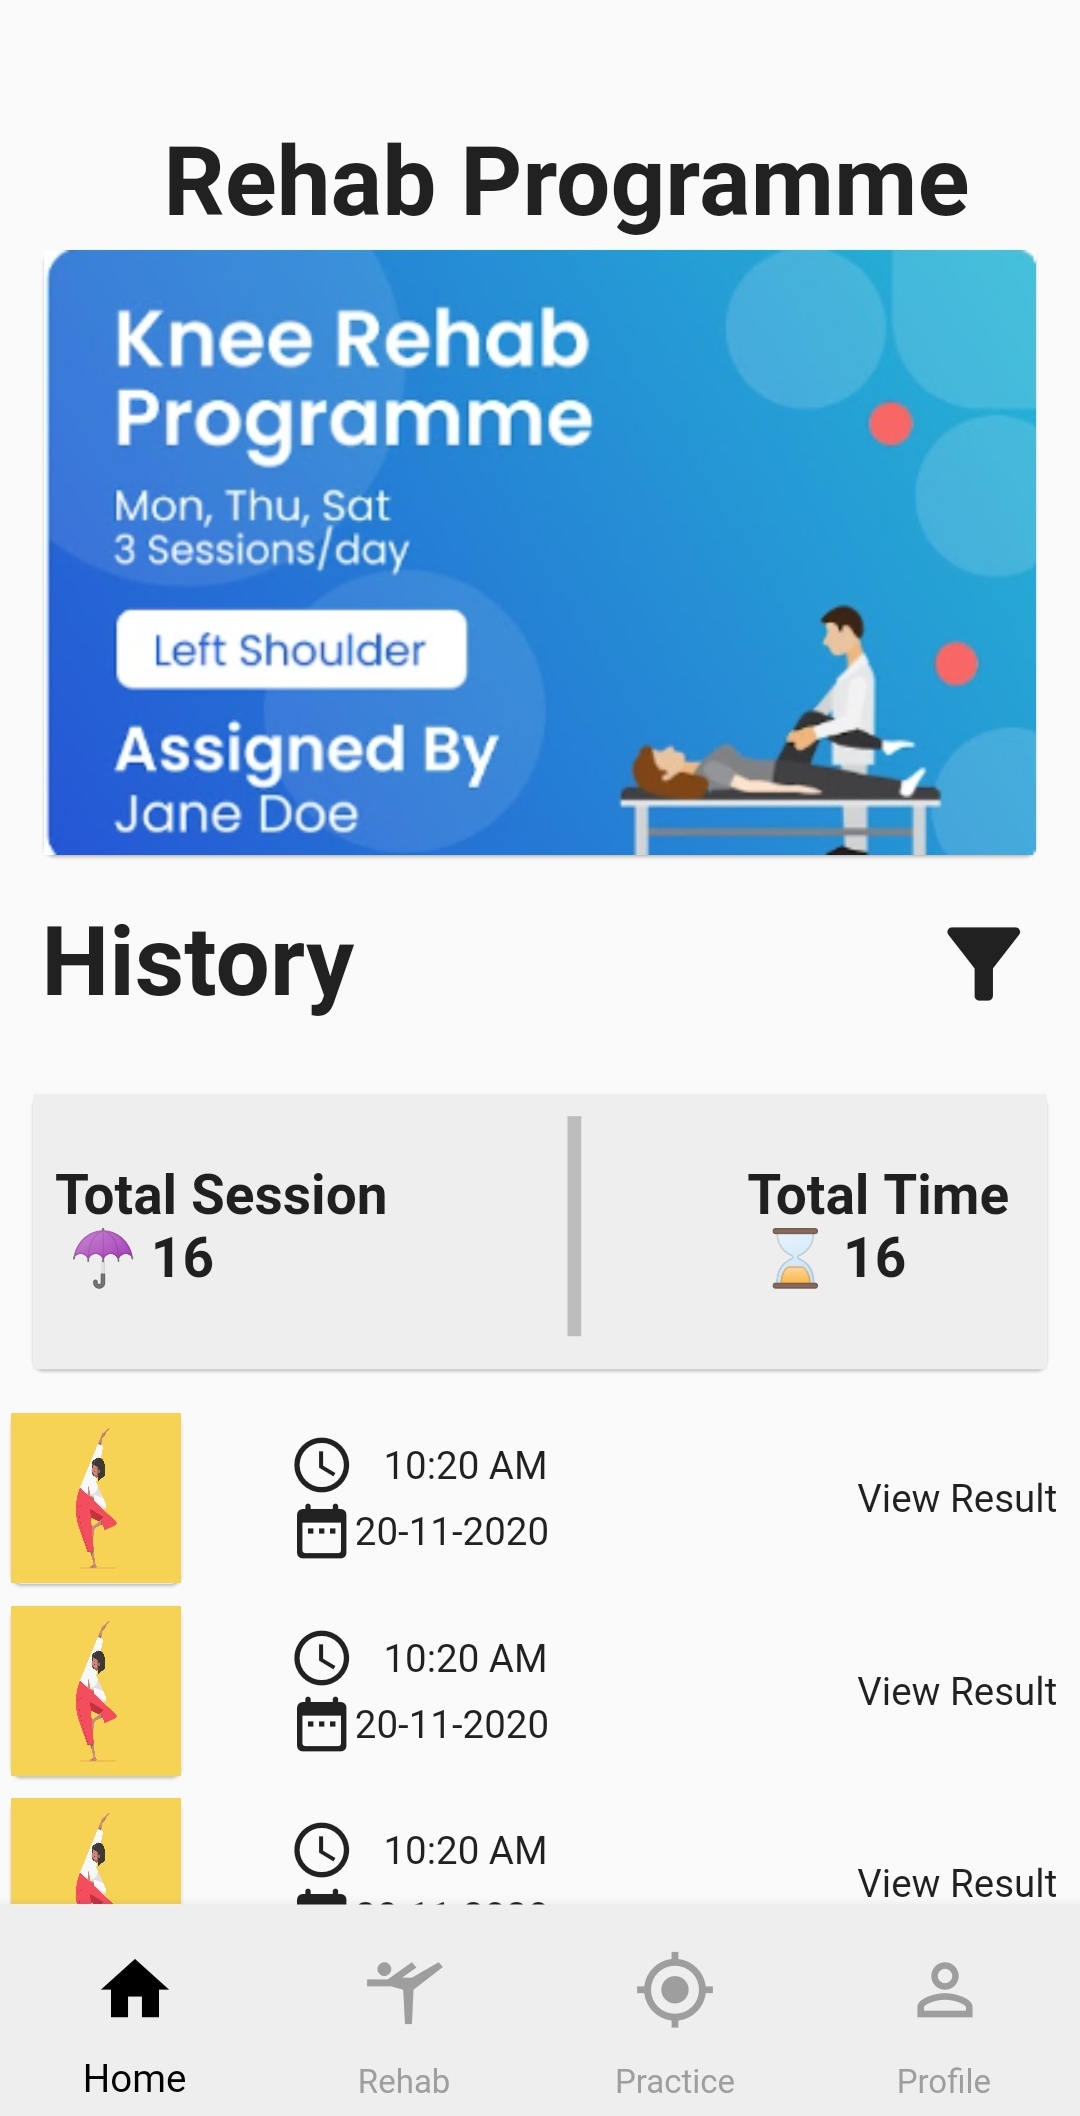 Rehab Programme
Knee Rehab
Programme
Mon, Thu, Sat
3 Sessions/day
Left Shoulder
Assigned By
Jane Doe
History
Total Session
16
Total Time
16
10:20 AM
20-11-2020
View Result
10:20 AM
20-11-2020
View Result
10:20 AM
View Result
Home
Rehab
Practice
Profile